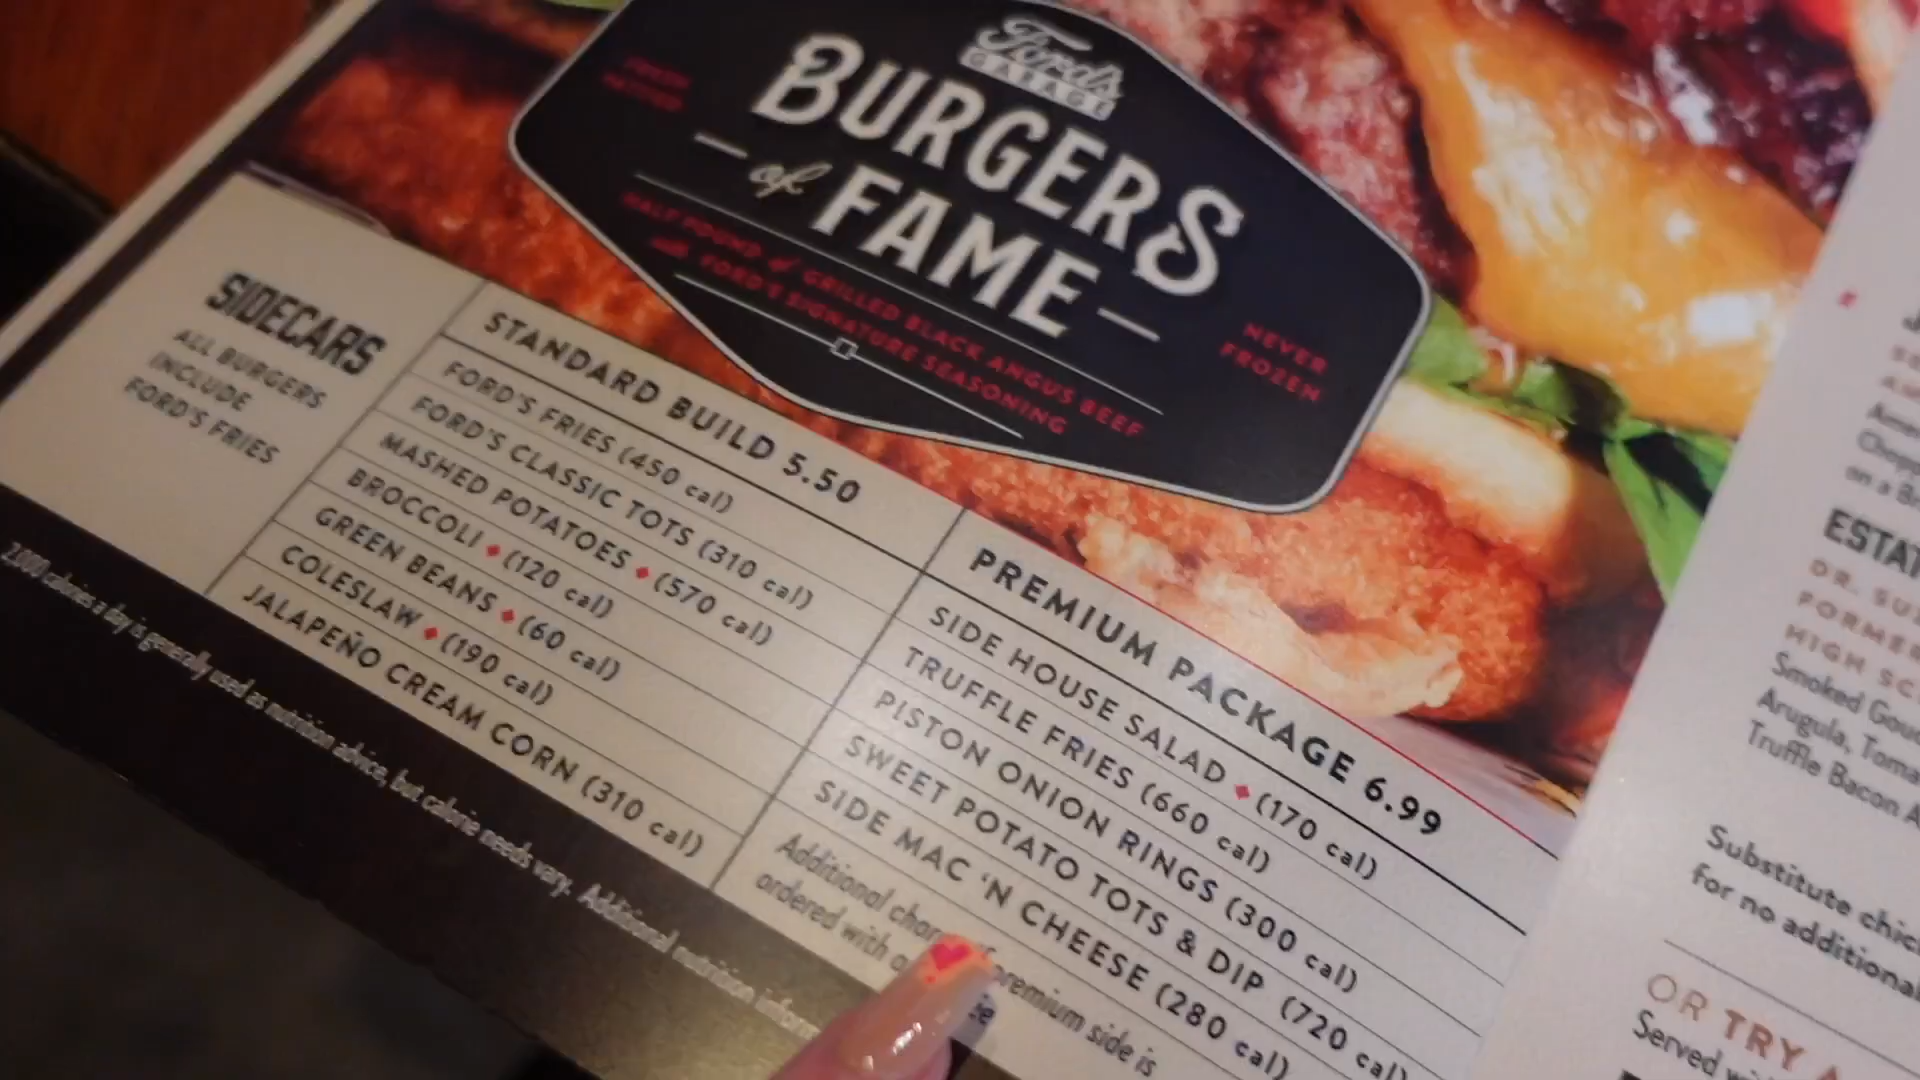 Ford's
GARAGE
BURGERS
of
FAME
HALF POUND of GRILLED BLACK ANGUS BEEF
with FORD'S SIGNATURE SEASONING
NEVER
FROZEN
SIDECARS
ALL BURGERS
INCLUDE
FORD'S FRIES
STANDARD BUILD 5.50
FORD'S FRIES (450 cal)
FORD'S CLASSIC TOTS (310 cal)
MASHED POTATOES ♦ (570 cal)
BROCCOLI ♦ (120 cal)
GREEN BEANS ♦ (60 cal)
COLESLAW ♦ (190 cal)
JALAPEÑO CREAM CORN (310 cal)
PREMIUM PACKAGE 6.99
SIDE HOUSE SALAD ♦ (170 cal)
TRUFFLE FRIES (660 cal)
PISTON ONION RINGS (300 cal)
SWEET POTATO TOTS & DIP (720 cal)
SIDE MAC 'N CHEESE (280 cal)
Additional premium side is
ordered with
2,000 calories a day is generally used as nutrition advice, but calorie needs vary. Additional nutrition
DR.
Smoked
Arugula,
Truffle Bacon
on a
Substitute
for no
OR TRY
Served